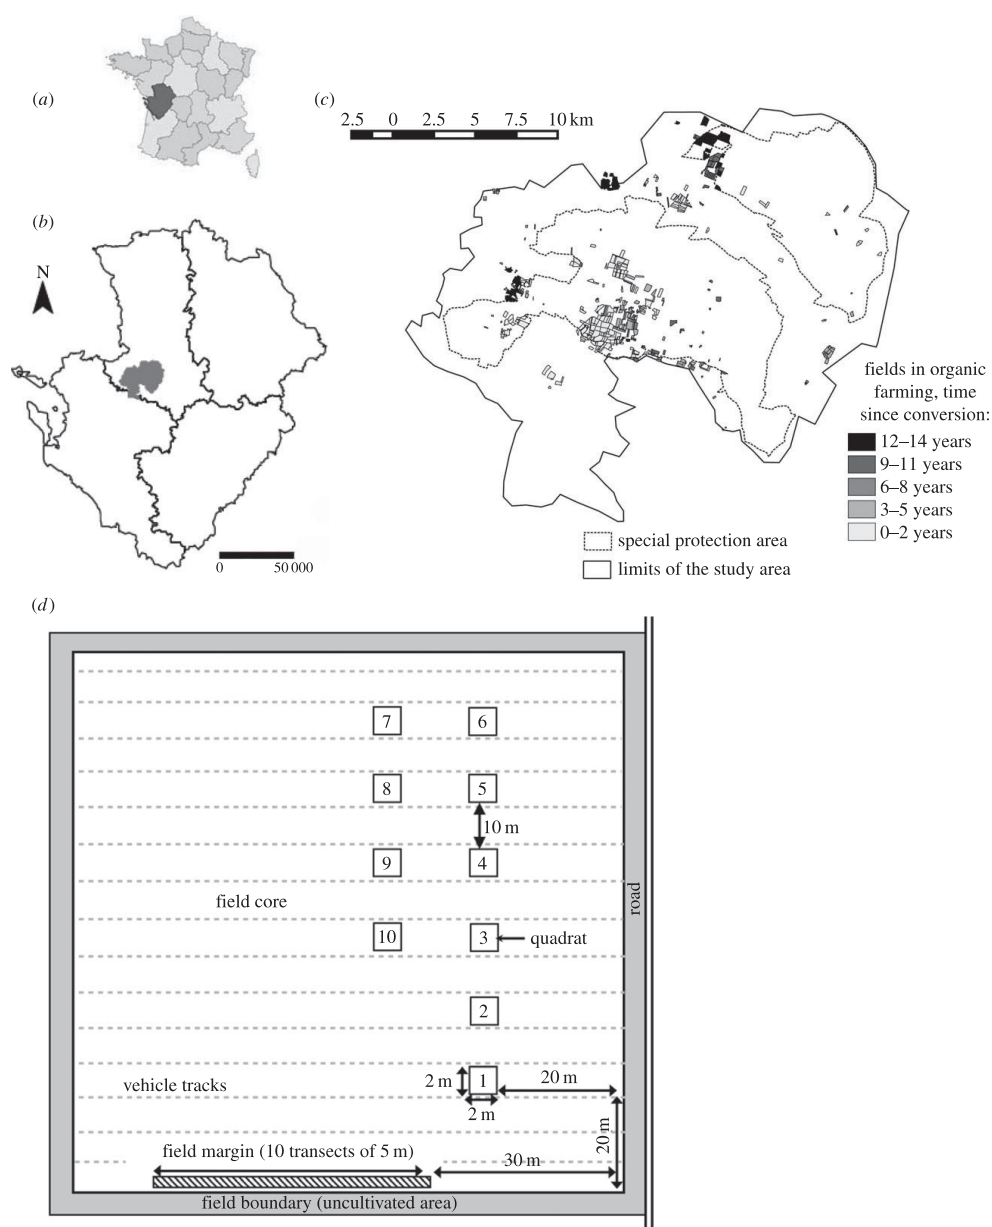 (a)
(c)
2.5 0 2.5 5 7.5 10 km
(b)
N
0 50 000
fields in organic
farming, time
since conversion:
12–14 years
9–11 years
6–8 years
3–5 years
0–2 years
special protection area
limits of the study area
(d)
7 6
8 5
10 m
9 4
field core
road
10 3 quadrat
2
vehicle tracks
2 m 1 20 m
2 m
20 m
field margin (10 transects of 5 m)
30 m
field boundary (uncultivated area)